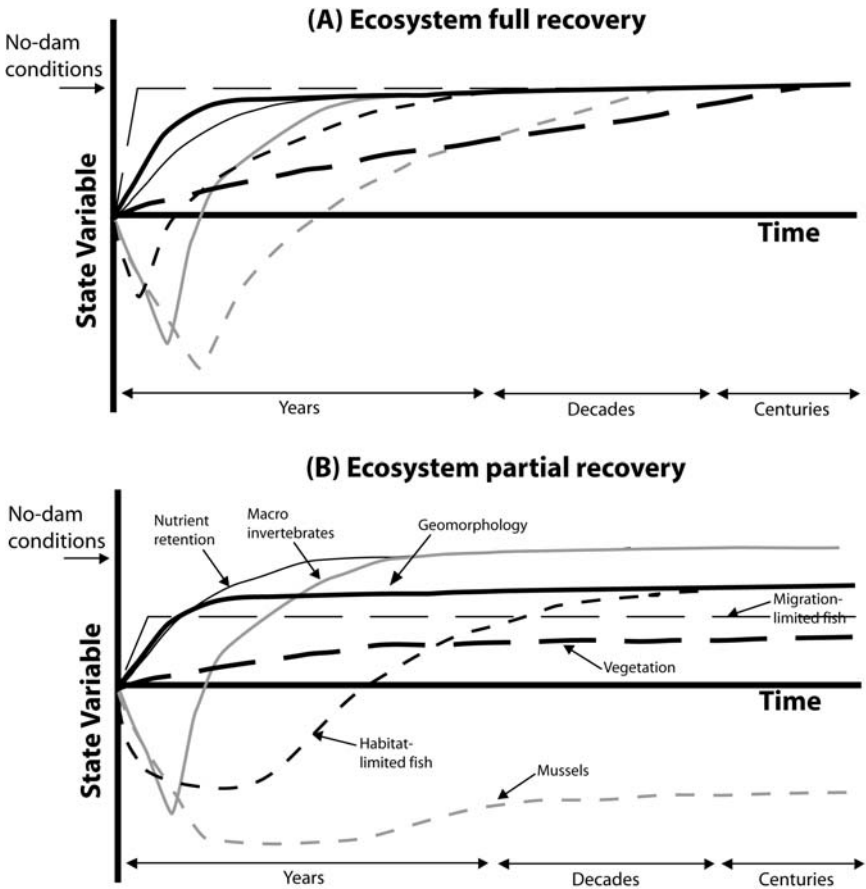 (A) Ecosystem full recovery
No-dam
conditions
State Variable
Time
Years
Decades
Centuries
(B) Ecosystem partial recovery
No-dam
conditions
Nutrient
retention
Macro
invertebrates
Geomorphology
Migration-
limited fish
Vegetation
State Variable
Time
Habitat-
limited fish
Mussels
Years
Decades
Centuries